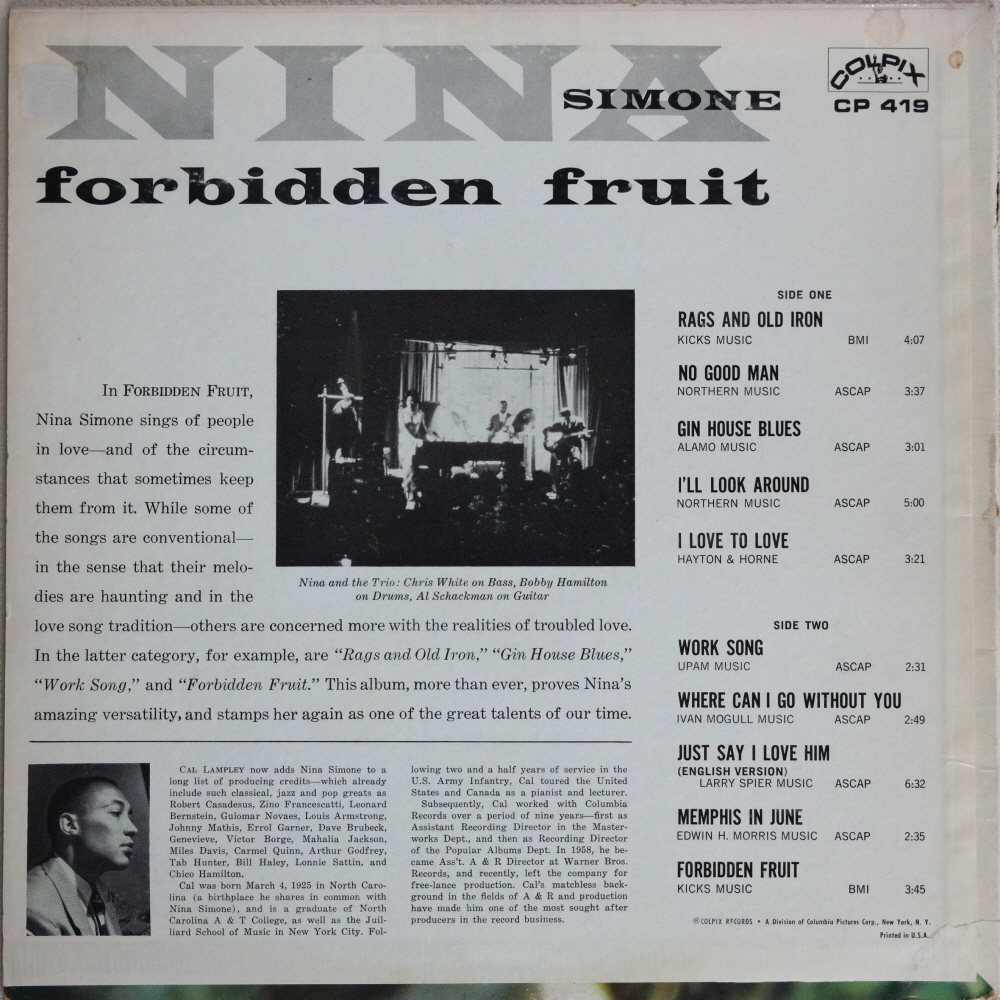 NINA
SIMONE
forbidden fruit
COLPIX
CP 419
In FORBIDDEN FRUIT,
Nina Simone sings of people
in love—and of the circum-
stances that sometimes keep
them from it. While some of
the songs are conventional—
in the sense that their melo-
dies are haunting and in the
love song tradition—others are concerned more with the realities of troubled love.
In the latter category, for example, are “Rags and Old Iron,” “Gin House Blues,”
“Work Song,” and “Forbidden Fruit.” This album, more than ever, proves Nina’s
amazing versatility, and stamps her again as one of the great talents of our time.
Nina and the Trio: Chris White on Bass, Bobby Hamilton
on Drums, Al Schackman on Guitar
CAL LAMPLEY now adds Nina Simone to a
long list of producing credits—which already
include such classical, jazz and pop greats as
Robert Casadesus, Zino Francescatti, Leonard
Bernstein, Guiomar Novaes, Louis Armstrong,
Johnny Mathis, Errol Garner, Dave Brubeck,
Genevieve, Victor Borge, Mahalia Jackson,
Miles Davis, Carmel Quinn, Arthur Godfrey,
Tab Hunter, Bill Haley, Lonnie Sattin, and
Chico Hamilton.
Cal was born March 4, 1925 in North Caro-
lina (a birthplace he shares in common with
Nina Simone), and is a graduate of North
Carolina A & T College, as well as the Juil-
liard School of Music in New York City. Fol-
lowing two and a half years of service in the
U.S. Army Infantry, Cal toured the United
States and Canada as a pianist and lecturer.
Subsequently, Cal worked with Columbia
Records over a period of nine years—first as
Assistant Recording Director in the Master-
works Dept., and then as Recording Director
of the Popular Albums Dept. In 1958, he be-
came Ass’t. A & R Director at Warner Bros.
Records, and recently, left the company for
free-lance production. Cal’s matchless back-
ground in the fields of A & R and production
have made him one of the most sought after
producers in the record business.
SIDE ONE
RAGS AND OLD IRON
KICKS MUSIC BMI 4:07
NO GOOD MAN
NORTHERN MUSIC ASCAP 3:37
GIN HOUSE BLUES
ALAMO MUSIC ASCAP 3:01
I’LL LOOK AROUND
NORTHERN MUSIC ASCAP 5:00
I LOVE TO LOVE
HAYTON & HORNE ASCAP 3:21
SIDE TWO
WORK SONG
UPAM MUSIC ASCAP 2:31
WHERE CAN I GO WITHOUT YOU
IVAN MOGULL MUSIC ASCAP 2:49
JUST SAY I LOVE HIM
(ENGLISH VERSION)
LARRY SPIER MUSIC ASCAP 6:32
MEMPHIS IN JUNE
EDWIN H. MORRIS MUSIC ASCAP 2:35
FORBIDDEN FRUIT
KICKS MUSIC BMI 3:45
©COLPIX RECORDS • A Division of Columbia Pictures Corp., New York, N. Y.
Printed in U.S.A.